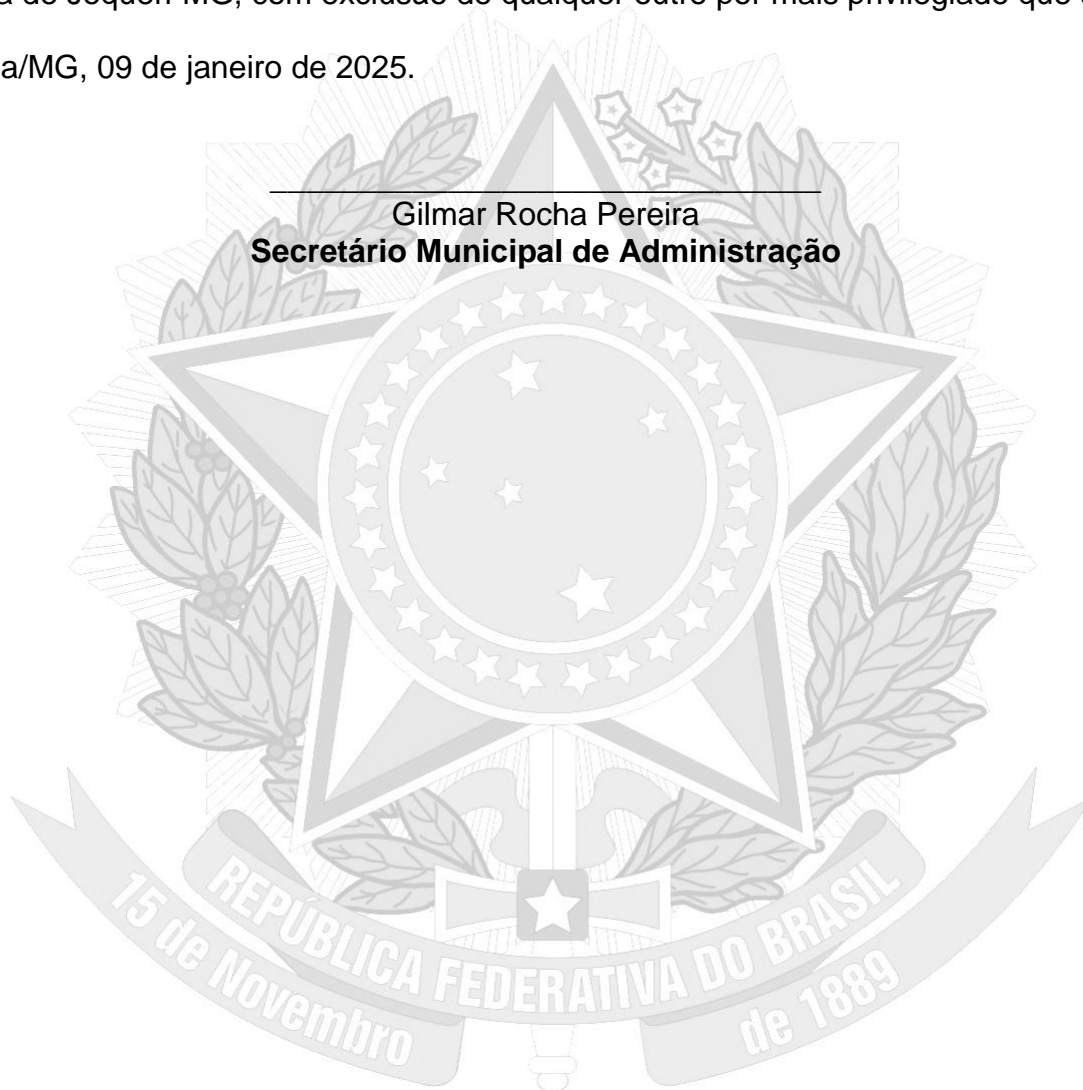 de Jequeri-MG, com exclusão de qualquer outro por mais privilegiado que
a/MG, 09 de janeiro de 2025.
Gilmar Rocha Pereira
Secretário Municipal de Administração
REPÚBLICA FEDERATIVA DO BRASIL
15 de Novembro de 1889